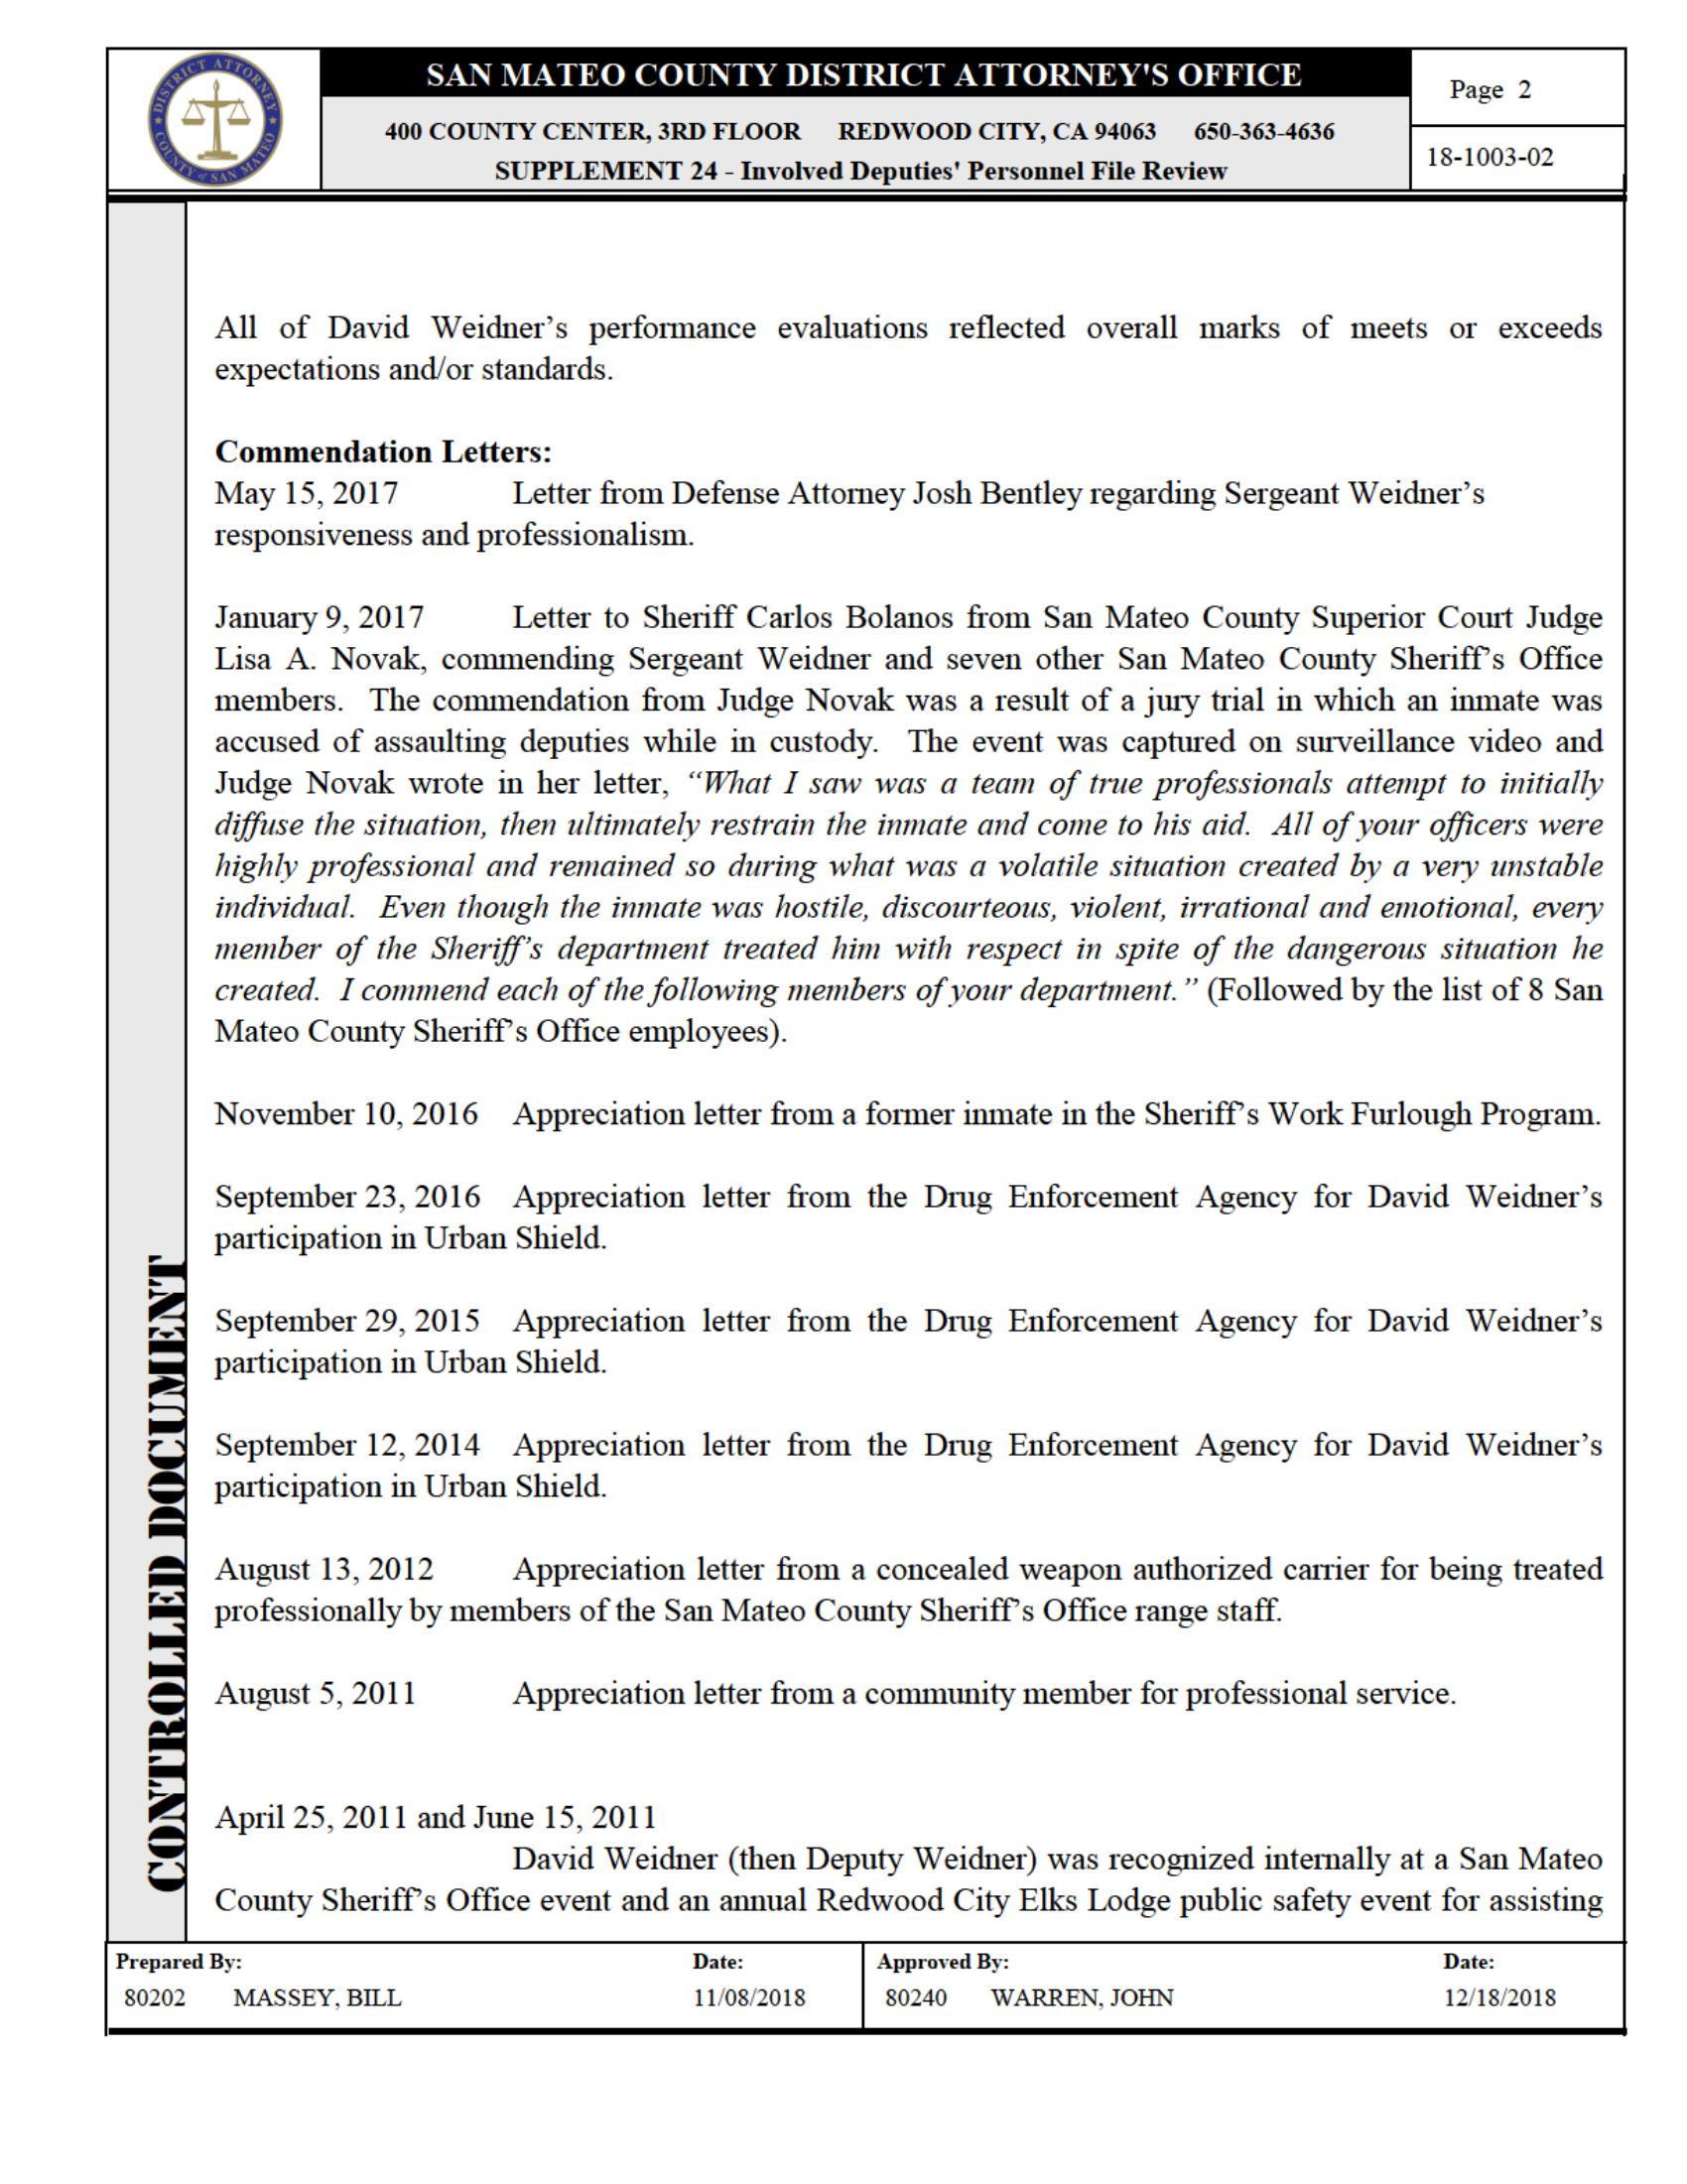 DISTRICT ATTORNEY
COUNTY of SAN MATEO
SAN MATEO COUNTY DISTRICT ATTORNEY'S OFFICE
Page 2
400 COUNTY CENTER, 3RD FLOOR REDWOOD CITY, CA 94063 650-363-4636
18-1003-02
SUPPLEMENT 24 - Involved Deputies' Personnel File Review
All of David Weidner’s performance evaluations reflected overall marks of meets or exceeds
expectations and/or standards.
Commendation Letters:
May 15, 2017 Letter from Defense Attorney Josh Bentley regarding Sergeant Weidner’s
responsiveness and professionalism.
January 9, 2017 Letter to Sheriff Carlos Bolanos from San Mateo County Superior Court Judge
Lisa A. Novak, commending Sergeant Weidner and seven other San Mateo County Sheriff’s Office
members. The commendation from Judge Novak was a result of a jury trial in which an inmate was
accused of assaulting deputies while in custody. The event was captured on surveillance video and
Judge Novak wrote in her letter, “What I saw was a team of true professionals attempt to initially
diffuse the situation, then ultimately restrain the inmate and come to his aid. All of your officers were
highly professional and remained so during what was a volatile situation created by a very unstable
individual. Even though the inmate was hostile, discourteous, violent, irrational and emotional, every
member of the Sheriff’s department treated him with respect in spite of the dangerous situation he
created. I commend each of the following members of your department.” (Followed by the list of 8 San
Mateo County Sheriff’s Office employees).
November 10, 2016 Appreciation letter from a former inmate in the Sheriff’s Work Furlough Program.
September 23, 2016 Appreciation letter from the Drug Enforcement Agency for David Weidner’s
participation in Urban Shield.
September 29, 2015 Appreciation letter from the Drug Enforcement Agency for David Weidner’s
participation in Urban Shield.
September 12, 2014 Appreciation letter from the Drug Enforcement Agency for David Weidner’s
participation in Urban Shield.
August 13, 2012 Appreciation letter from a concealed weapon authorized carrier for being treated
professionally by members of the San Mateo County Sheriff’s Office range staff.
August 5, 2011 Appreciation letter from a community member for professional service.
April 25, 2011 and June 15, 2011
David Weidner (then Deputy Weidner) was recognized internally at a San Mateo
County Sheriff’s Office event and an annual Redwood City Elks Lodge public safety event for assisting
CONTROLLED DOCUMENT
Prepared By: Date: Approved By: Date:
80202 MASSEY, BILL 11/08/2018 80240 WARREN, JOHN 12/18/2018